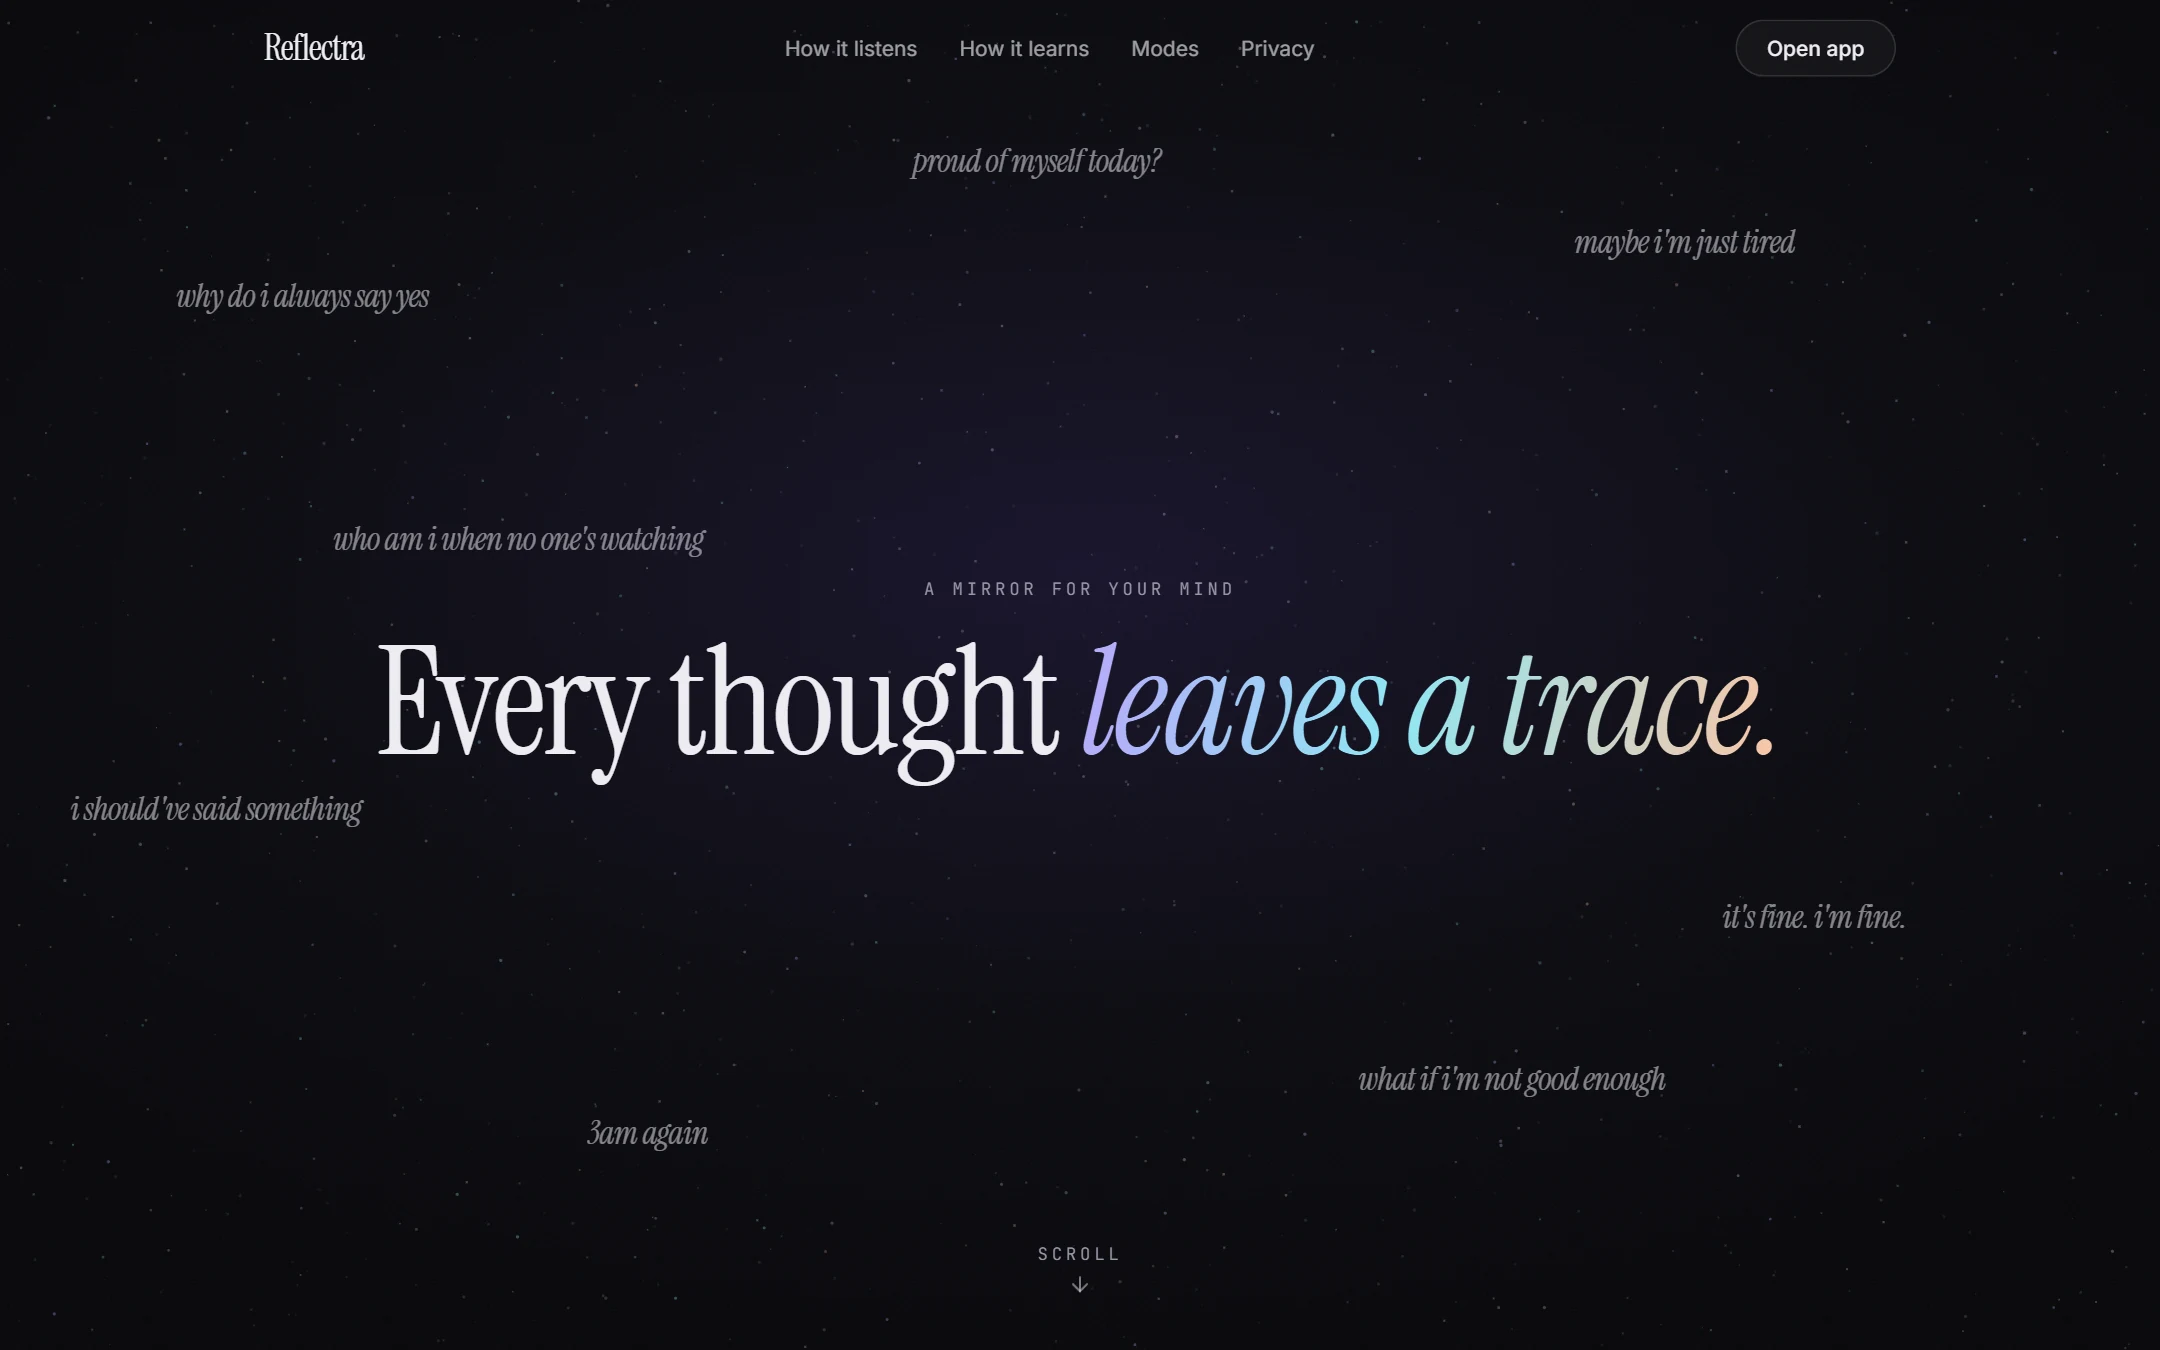 Reflectra
How it listens
How it learns
Modes
Privacy
Open app
proud of myself today?
maybe i'm just tired
why do i always say yes
who am i when no one's watching
A MIRROR FOR YOUR MIND
Every thought leaves a trace.
i should've said something
it's fine. i'm fine.
what if i'm not good enough
3am again
SCROLL